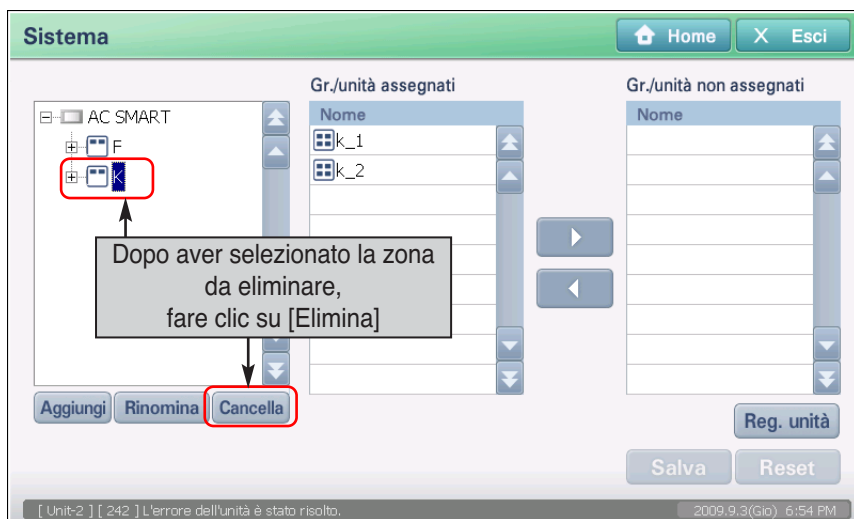 Sistema
Home
X Esci
Gr./unità assegnati
Gr./unità non assegnati
AC SMART
F
K
Nome
k_1
k_2
Nome
Dopo aver selezionato la zona
da eliminare,
fare clic su [Elimina]
Aggiungi
Rinomina
Cancella
Reg. unità
Salva
Reset
[ Unit-2 ] [ 242 ] L'errore dell'unità è stato risolto.
2009.9.3(Gio) 6:54 PM